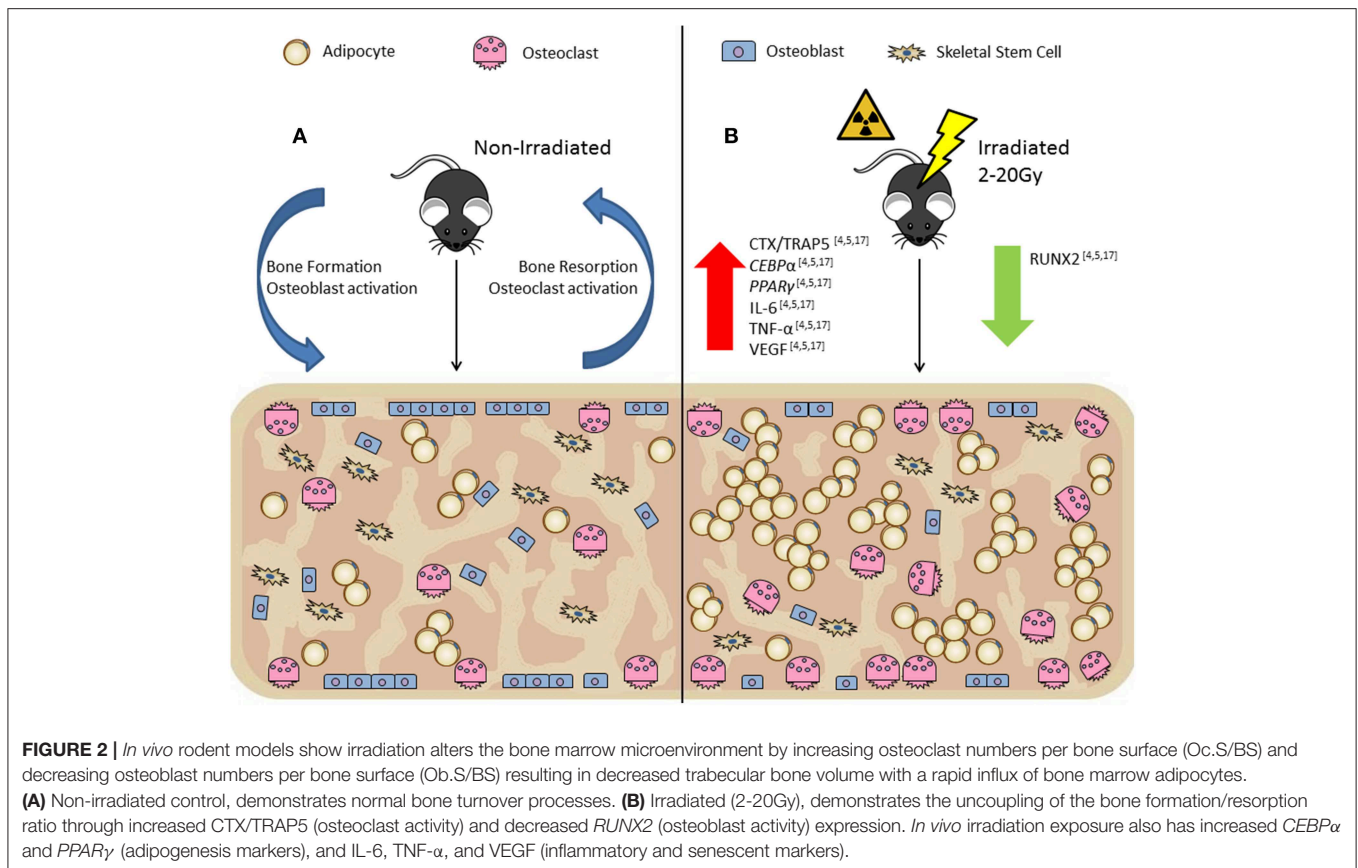 Adipocyte
Osteoclast
Osteoblast
Skeletal Stem Cell
A
Non-Irradiated
Bone Formation
Osteoblast activation
Bone Resorption
Osteoclast activation
B
Irradiated
2-20Gy
CTX/TRAP5 [4,5,17]
CEBPα [4,5,17]
PPARγ [4,5,17]
IL-6 [4,5,17]
TNF-α [4,5,17]
VEGF [4,5,17]
RUNX2 [4,5,17]
FIGURE 2 | In vivo rodent models show irradiation alters the bone marrow microenvironment by increasing osteoclast numbers per bone surface (Oc.S/BS) and
decreasing osteoblast numbers per bone surface (Ob.S/BS) resulting in decreased trabecular bone volume with a rapid influx of bone marrow adipocytes.
(A) Non-irradiated control, demonstrates normal bone turnover processes. (B) Irradiated (2-20Gy), demonstrates the uncoupling of the bone formation/resorption
ratio through increased CTX/TRAP5 (osteoclast activity) and decreased RUNX2 (osteoblast activity) expression. In vivo irradiation exposure also has increased CEBPα
and PPARγ (adipogenesis markers), and IL-6, TNF-α, and VEGF (inflammatory and senescent markers).